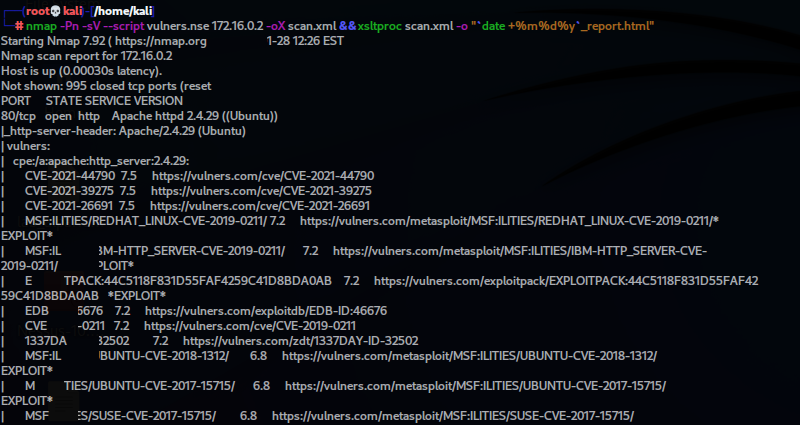 (root💀kali)-[/home/kali]
# nmap -Pn -sV --script vulners.nse 172.16.0.2 -oX scan.xml && xsltproc scan.xml -o "`date +%m%d%y`_report.html"
Starting Nmap 7.92 ( https://nmap.org 1-28 12:26 EST
Nmap scan report for 172.16.0.2
Host is up (0.00030s latency).
Not shown: 995 closed tcp ports (reset
PORT STATE SERVICE VERSION
80/tcp open http Apache httpd 2.4.29 ((Ubuntu))
|_http-server-header: Apache/2.4.29 (Ubuntu)
| vulners:
| cpe:/a:apache:http_server:2.4.29:
| CVE-2021-44790 7.5 https://vulners.com/cve/CVE-2021-44790
| CVE-2021-39275 7.5 https://vulners.com/cve/CVE-2021-39275
| CVE-2021-26691 7.5 https://vulners.com/cve/CVE-2021-26691
| MSF:ILITIES/REDHAT_LINUX-CVE-2019-0211/ 7.2 https://vulners.com/metasploit/MSF:ILITIES/REDHAT_LINUX-CVE-2019-0211/*
EXPLOIT*
| MSF:IL BM-HTTP_SERVER-CVE-2019-0211/ 7.2 https://vulners.com/metasploit/MSF:ILITIES/IBM-HTTP_SERVER-CVE-
2019-0211/ PLOIT*
| E TPACK:44C5118F831D55FAF4259C41D8BDA0AB 7.2 https://vulners.com/exploitpack/EXPLOITPACK:44C5118F831D55FAF42
59C41D8BDA0AB *EXPLOIT*
| EDB 6676 7.2 https://vulners.com/exploitdb/EDB-ID:46676
| CVE -0211 7.2 https://vulners.com/cve/CVE-2019-0211
| 1337DA 32502 7.2 https://vulners.com/zdt/1337DAY-ID-32502
| MSF:IL UBUNTU-CVE-2018-1312/ 6.8 https://vulners.com/metasploit/MSF:ILITIES/UBUNTU-CVE-2018-1312/
EXPLOIT*
| M TIES/UBUNTU-CVE-2017-15715/ 6.8 https://vulners.com/metasploit/MSF:ILITIES/UBUNTU-CVE-2017-15715/
EXPLOIT*
| MSF ES/SUSE-CVE-2017-15715/ 6.8 https://vulners.com/metasploit/MSF:ILITIES/SUSE-CVE-2017-15715/